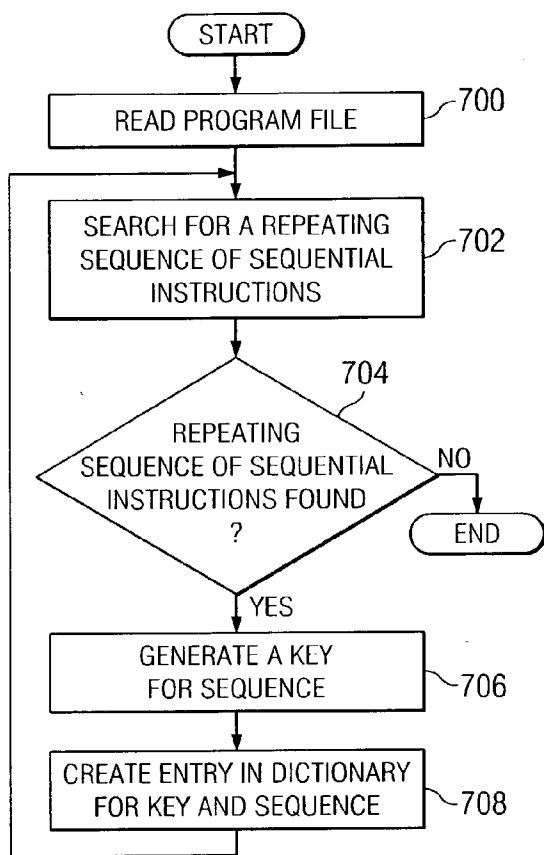 START
READ PROGRAM FILE
700
SEARCH FOR A REPEATING
SEQUENCE OF SEQUENTIAL
INSTRUCTIONS
702
704
REPEATING
SEQUENCE OF SEQUENTIAL
INSTRUCTIONS FOUND
?
NO
END
YES
GENERATE A KEY
FOR SEQUENCE
706
CREATE ENTRY IN DICTIONARY
FOR KEY AND SEQUENCE
708